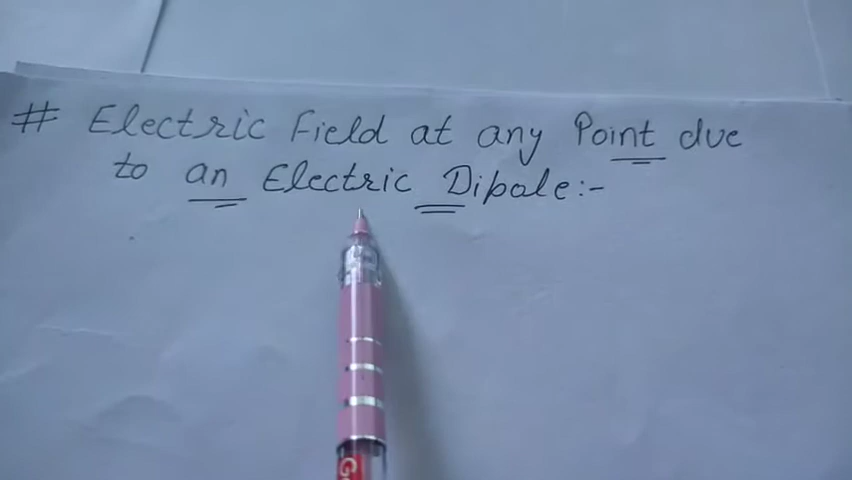 # Electric Field at any Point due
to an Electric Dipole:-